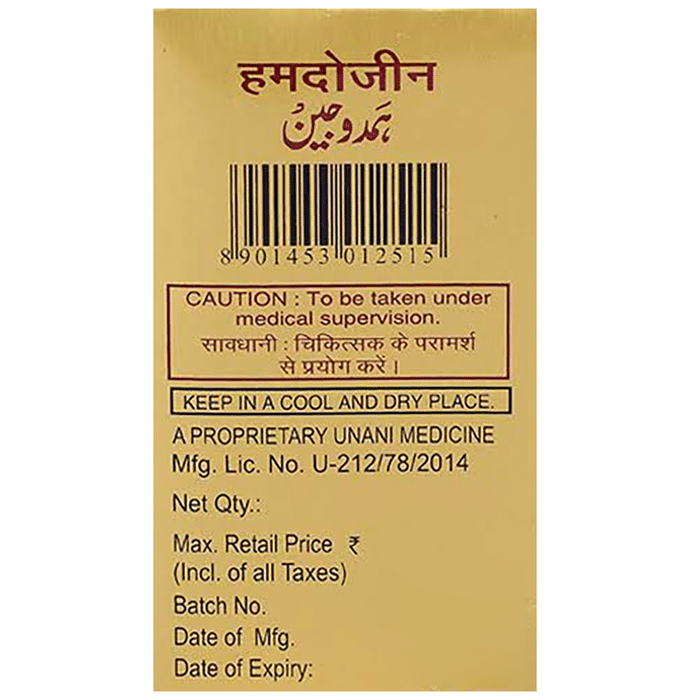 हमदोजीन
ہمدوجین
8 901453 012515
CAUTION : To be taken under
medical supervision.
सावधानी : चिकित्सक के परामर्श
से प्रयोग करें ।
KEEP IN A COOL AND DRY PLACE.
A PROPRIETARY UNANI MEDICINE
Mfg. Lic. No. U-212/78/2014
Net Qty.:
Max. Retail Price ₹
(Incl. of all Taxes)
Batch No.
Date of Mfg.
Date of Expiry: